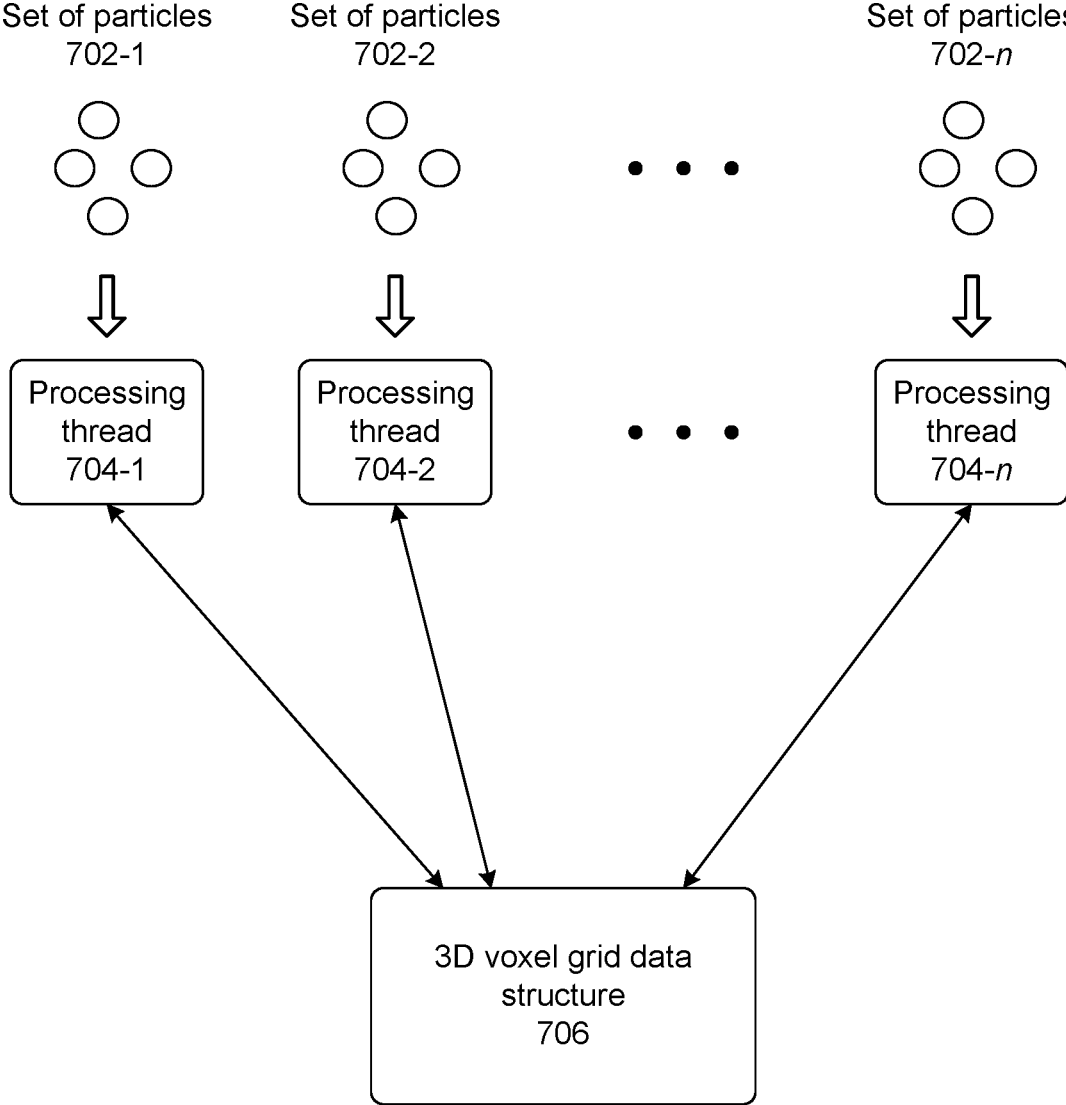 Set of particles
702-1
Set of particles
702-2
Set of particles
702-n
Processing
thread
704-1
Processing
thread
704-2
Processing
thread
704-n
3D voxel grid data
structure
706